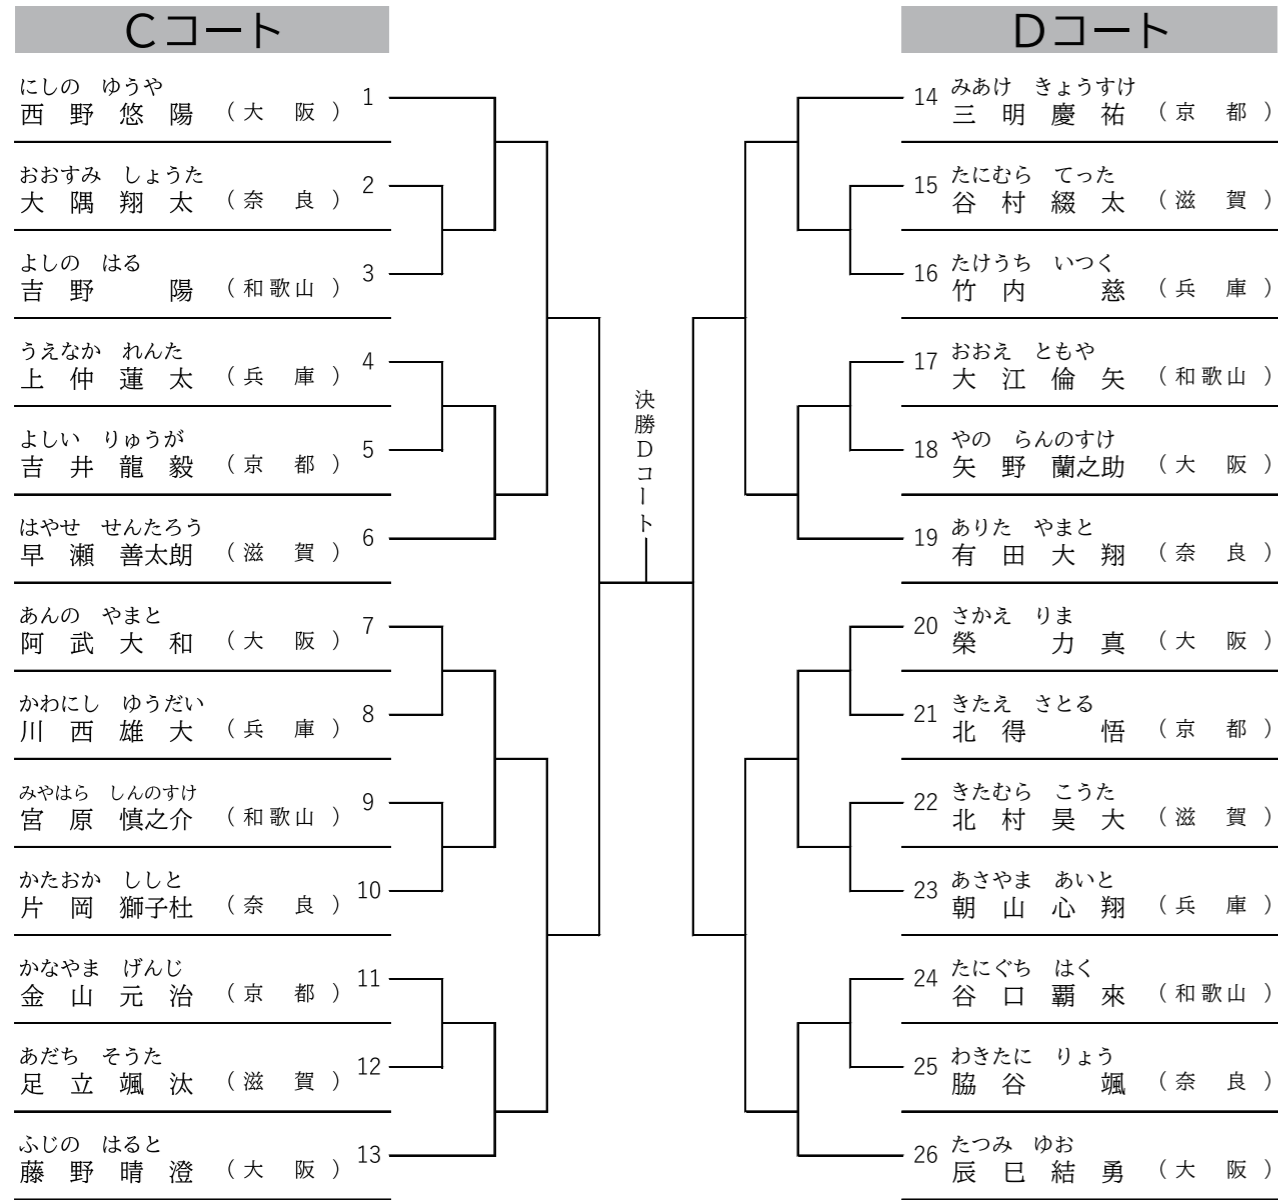 Cコート
にしの ゆうや
西野悠陽 (大阪) 1
おおすみ しょうた
大隅翔太 (奈良) 2
よしの はる
吉野 陽 (和歌山) 3
うえなか れんた
上仲蓮太 (兵庫) 4
よしい りゅうが
吉井龍毅 (京都) 5
はやせ せんたろう
早瀬善太朗 (滋賀) 6
あんの やまと
阿武大和 (大阪) 7
かわにし ゆうだい
川西雄大 (兵庫) 8
みやはら しんのすけ
宮原慎之介 (和歌山) 9
かたおか ししと
片岡獅子杜 (奈良) 10
かなやま げんじ
金山元治 (京都) 11
あだち そうた
足立颯汰 (滋賀) 12
ふじの はると
藤野晴澄 (大阪) 13
決勝Dコート
Dコート
14 みあけ きょうすけ
三明慶祐 (京都)
15 たにむら てった
谷村綴太 (滋賀)
16 たけうち いつく
竹内 慈 (兵庫)
17 おおえ ともや
大江倫矢 (和歌山)
18 やの らんのすけ
矢野蘭之助 (大阪)
19 ありた やまと
有田大翔 (奈良)
20 さかえ りま
榮 力真 (大阪)
21 きたえ さとる
北得 悟 (京都)
22 きたむら こうた
北村昊大 (滋賀)
23 あさやま あいと
朝山心翔 (兵庫)
24 たにぐち はく
谷口覇來 (和歌山)
25 わきたに りょう
脇谷 颯 (奈良)
26 たつみ ゆお
辰巳結勇 (大阪)